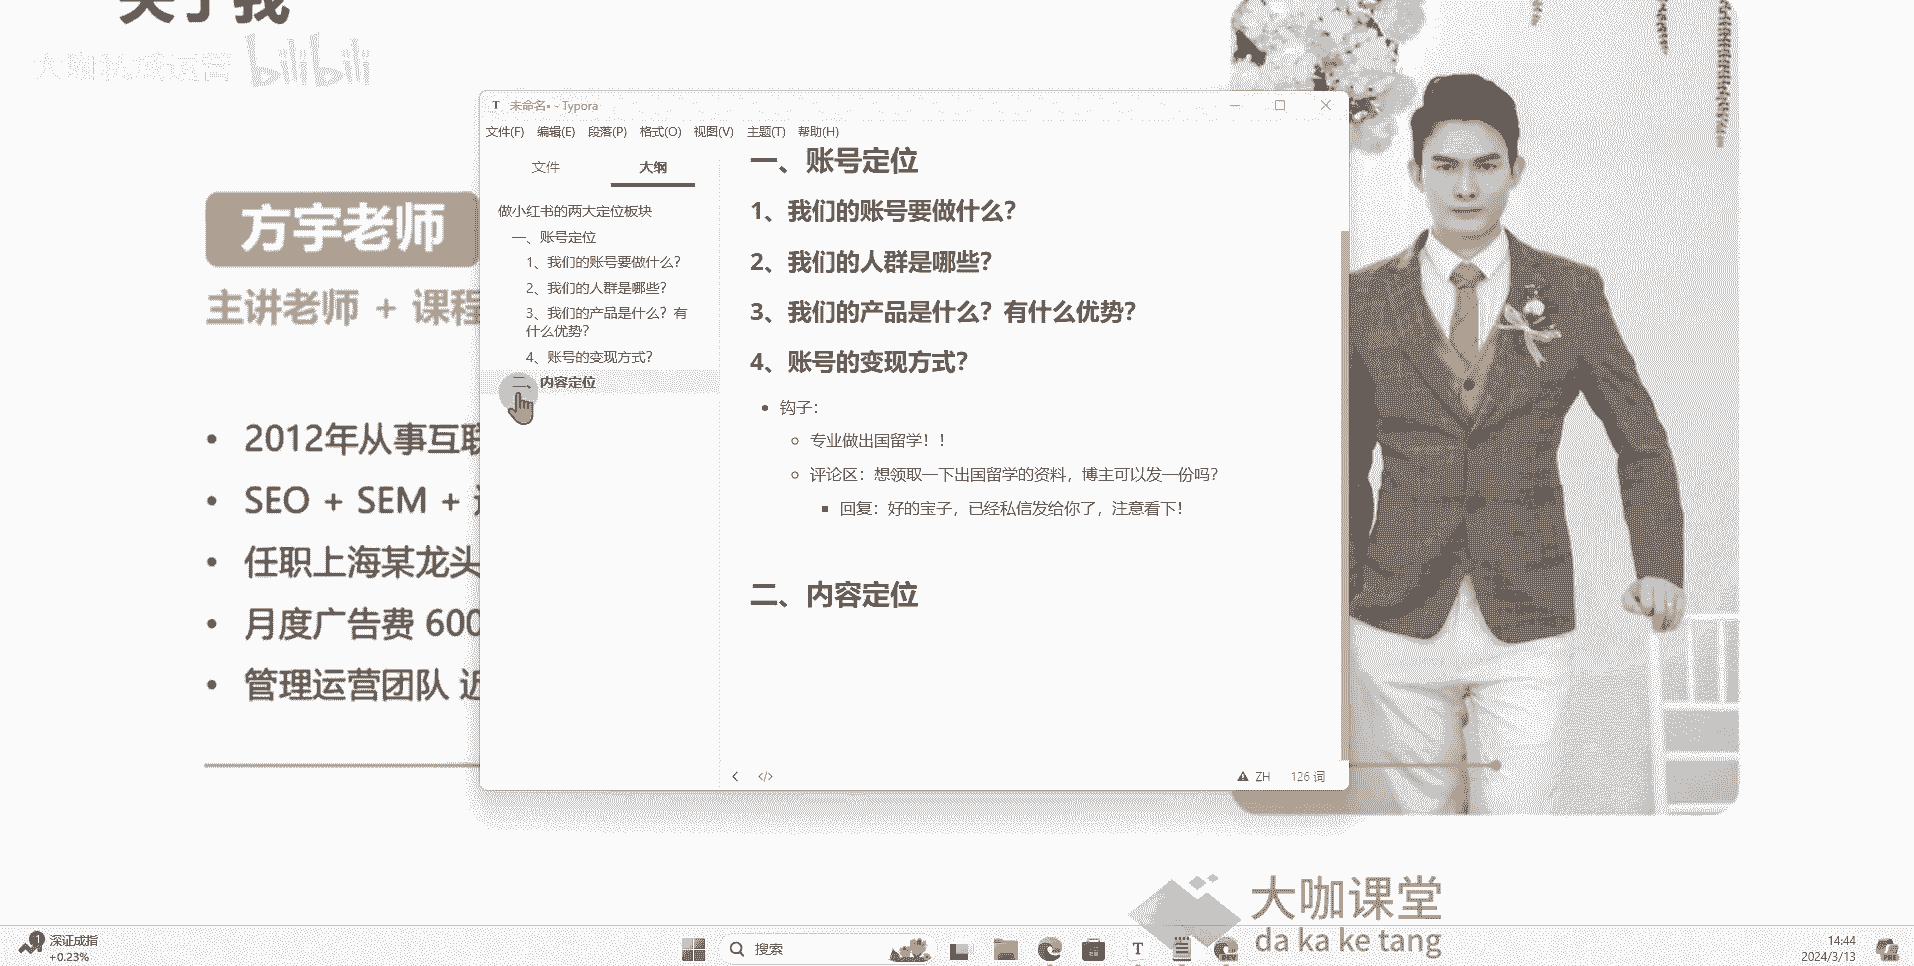 关于我
大咖私域运营 bilibili
未命名• - Typora
文件(F) 编辑(E) 段落(P) 格式(O) 视图(V) 主题(T) 帮助(H)
文件 大纲
做小红书的两大定位板块
一、账号定位
1、我们的账号要做什么?
2、我们的人群是哪些?
3、我们的产品是什么?有
什么优势?
4、账号的变现方式?
二、内容定位
一、账号定位
1、我们的账号要做什么?
2、我们的人群是哪些?
3、我们的产品是什么?有什么优势?
4、账号的变现方式?
• 钩子:
专业做出国留学!!
评论区:想领取一下出国留学的资料,博主可以发一份吗?
回复:好的宝子,已经私信发给你了,注意看下!
二、内容定位
ZH 126 词
方宇老师
主讲老师 + 课程
• 2012年从事互联
• SEO + SEM +
• 任职上海某龙头
• 月度广告费 600
• 管理运营团队 近
大咖课堂
da ka ke tang
1
深证成指
+0.23%
搜索
T
DEV
14:44
2024/3/13
PRE